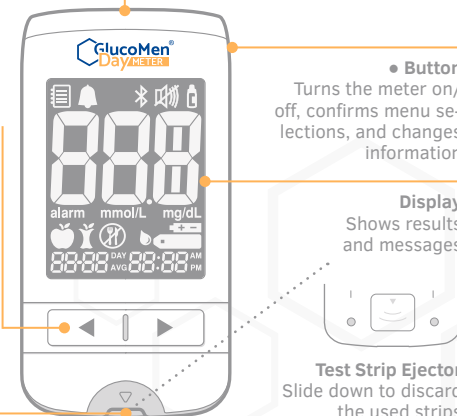 GlucoMen®
Day METER
● Button
Turns the meter on/
off, confirms menu se-
lections, and changes
information
Display
Shows results
and messages
alarm mmol/L mg/dL
DAY AM
AVG PM
Test Strip Ejector
Slide down to discard
the used strips